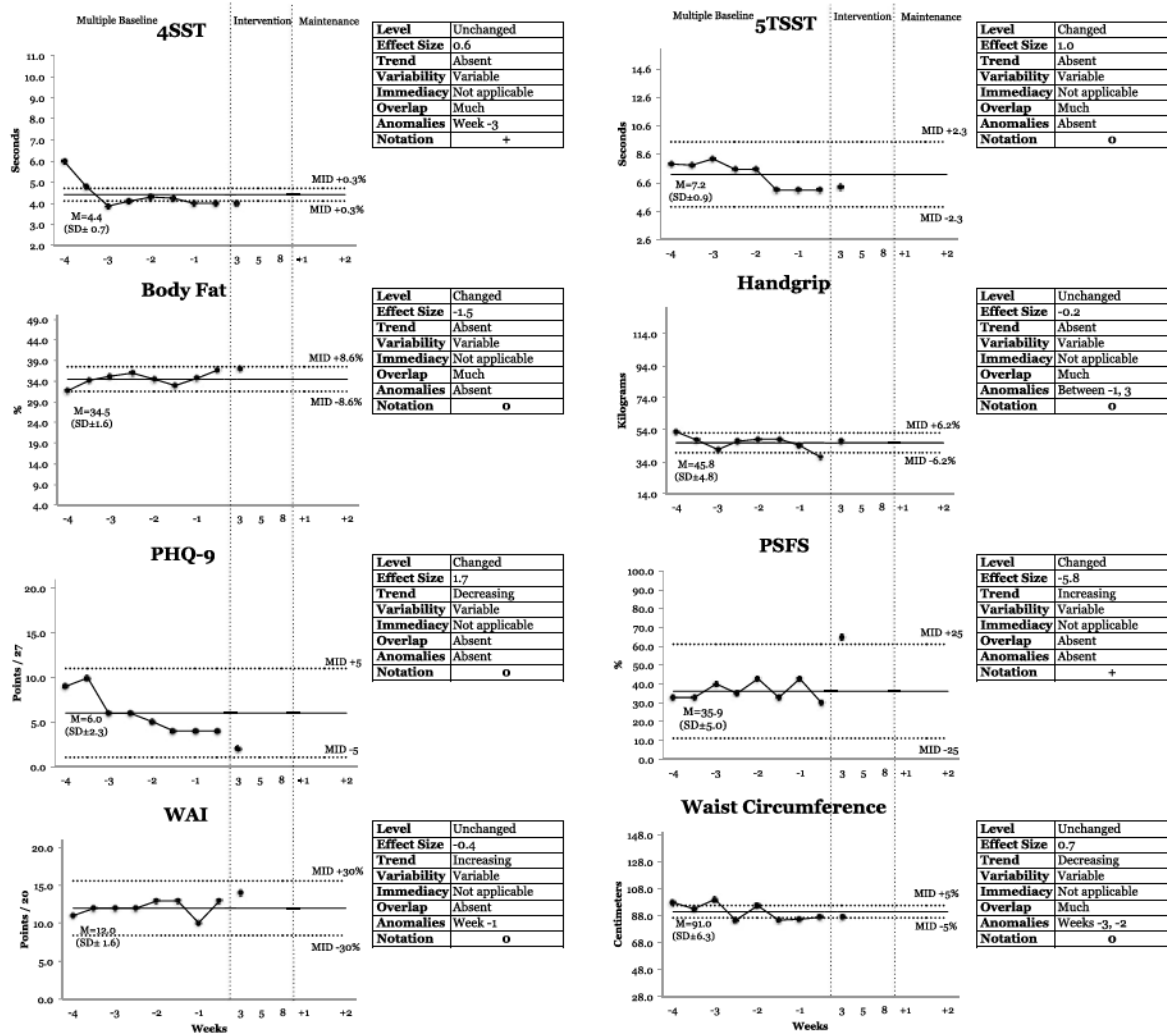 Multiple Baseline Intervention Maintenance
4SST
11.0
10.0
9.0
8.0
7.0
6.0
5.0
4.0
3.0
2.0
Seconds
MID +0.3%
MID +0.3%
M=4.4
(SD± 0.7)
-4 -3 -2 -1 3 5 8 +1 +2
Level Unchanged
Effect Size 0.6
Trend Absent
Variability Variable
Immediacy Not applicable
Overlap Much
Anomalies Week -3
Notation +
Multiple Baseline Intervention Maintenance
5TSST
14.6
12.6
10.6
8.6
6.6
4.6
2.6
Seconds
MID +2.3
M=7.2
(SD±0.9)
MID -2.3
-4 -3 -2 -1 3 5 8 +1 +2
Level Changed
Effect Size 1.0
Trend Absent
Variability Variable
Immediacy Not applicable
Overlap Much
Anomalies Absent
Notation 0
Body Fat
49.0
44.0
39.0
34.0
29.0
24.0
19.0
14.0
9.0
4.0
%
MID +8.6%
MID -8.6%
M=34.5
(SD±1.6)
-4 -3 -2 -1 3 5 8 +1 +2
Level Changed
Effect Size -1.5
Trend Absent
Variability Variable
Immediacy Not applicable
Overlap Much
Anomalies Absent
Notation 0
Handgrip
114.0
94.0
74.0
54.0
34.0
14.0
Kilograms
MID +6.2%
MID -6.2%
M=45.8
(SD±4.8)
-4 -3 -2 -1 3 5 8 +1 +2
Level Unchanged
Effect Size -0.2
Trend Absent
Variability Variable
Immediacy Not applicable
Overlap Much
Anomalies Between -1, 3
Notation 0
PHQ-9
20.0
15.0
10.0
5.0
0.0
Points / 27
MID +5
M=6.0
(SD±2.3)
MID -5
-4 -3 -2 -1 3 5 8 +1 +2
Level Changed
Effect Size 1.7
Trend Decreasing
Variability Variable
Immediacy Not applicable
Overlap Absent
Anomalies Absent
Notation 0
PSFS
100.0
90.0
80.0
70.0
60.0
50.0
40.0
30.0
20.0
10.0
0.0
%
MID +25
M=35.9
(SD±5.0)
MID -25
-4 -3 -2 -1 3 5 8 +1 +2
Level Changed
Effect Size -5.8
Trend Increasing
Variability Variable
Immediacy Not applicable
Overlap Absent
Anomalies Absent
Notation +
WAI
20.0
15.0
10.0
5.0
0.0
Points / 20
MID +30%
M=12.0
(SD± 1.6)
MID -30%
-4 -3 -2 -1 3 5 8 +1 +2
Weeks
Level Unchanged
Effect Size -0.4
Trend Increasing
Variability Variable
Immediacy Not applicable
Overlap Absent
Anomalies Week -1
Notation 0
Waist Circumference
148.0
128.0
108.0
88.0
68.0
48.0
28.0
Centimeters
MID +5%
MID -5%
M=91.0
(SD±6.3)
-4 -3 -2 -1 3 5 8 +1 +2
Weeks
Level Unchanged
Effect Size 0.7
Trend Decreasing
Variability Variable
Immediacy Not applicable
Overlap Much
Anomalies Weeks -3, -2
Notation 0